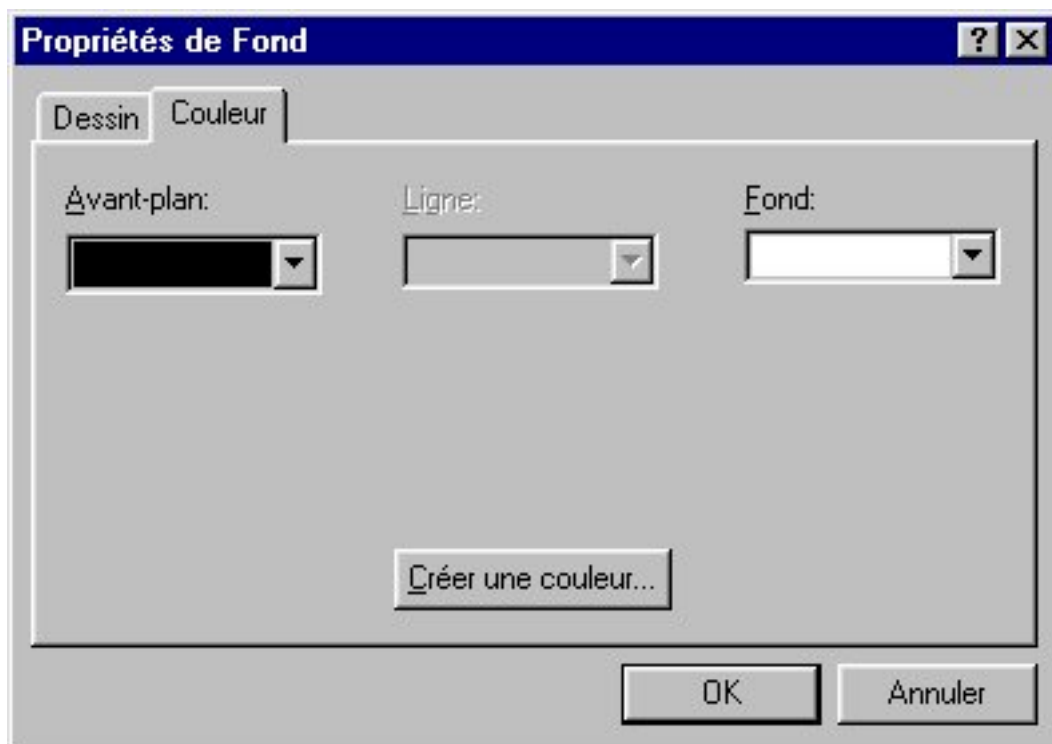 Propriétés de Fond
Dessin Couleur
Avant-plan: Ligne: Fond:
Créer une couleur...
OK Annuler